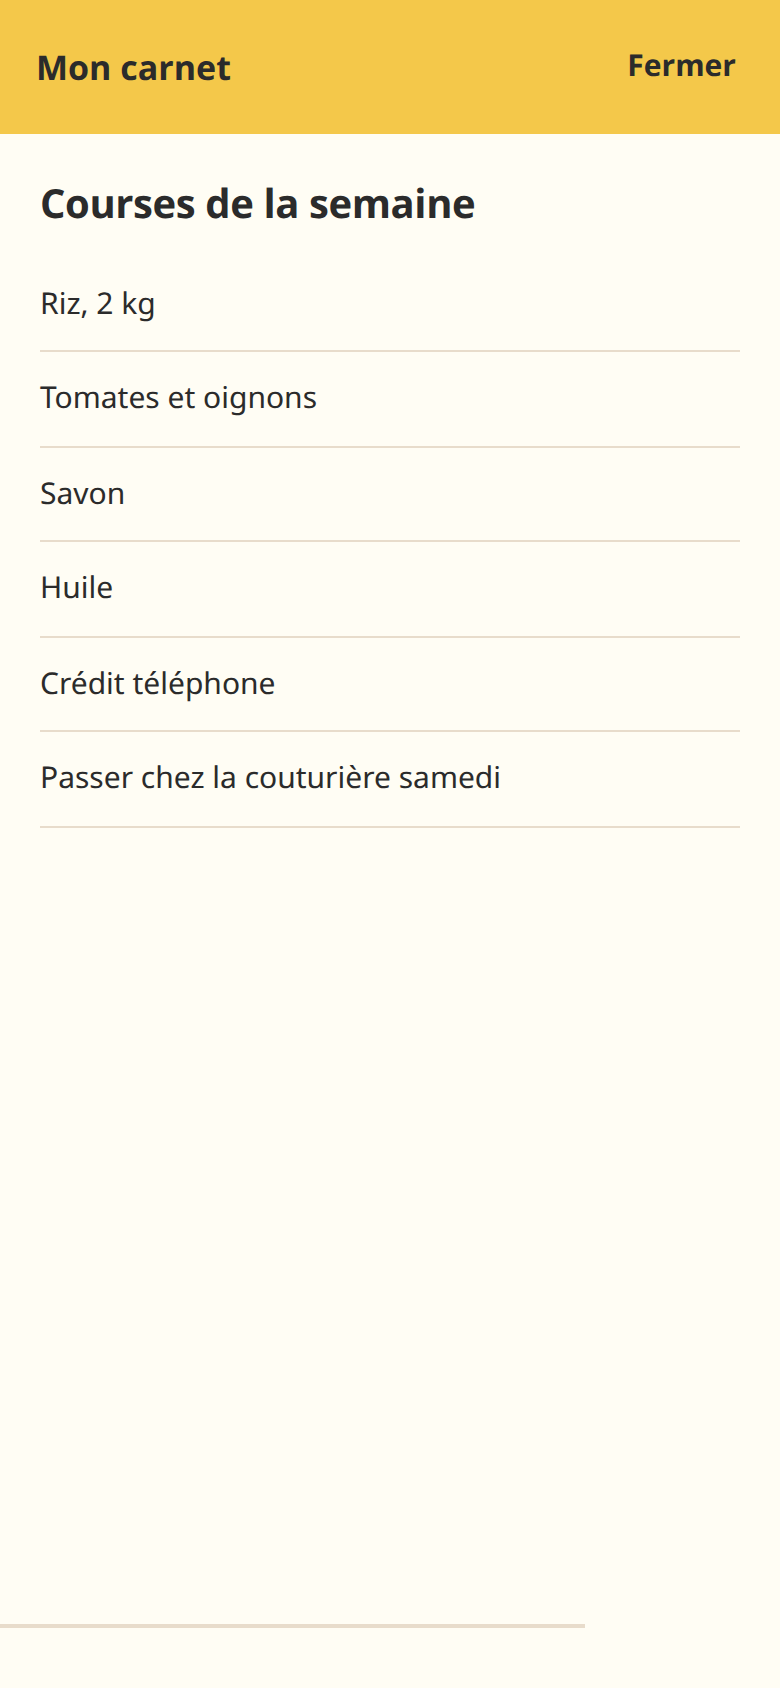 Mon carnet
Fermer
Courses de la semaine
Riz, 2 kg
Tomates et oignons
Savon
Huile
Crédit téléphone
Passer chez la couturière samedi